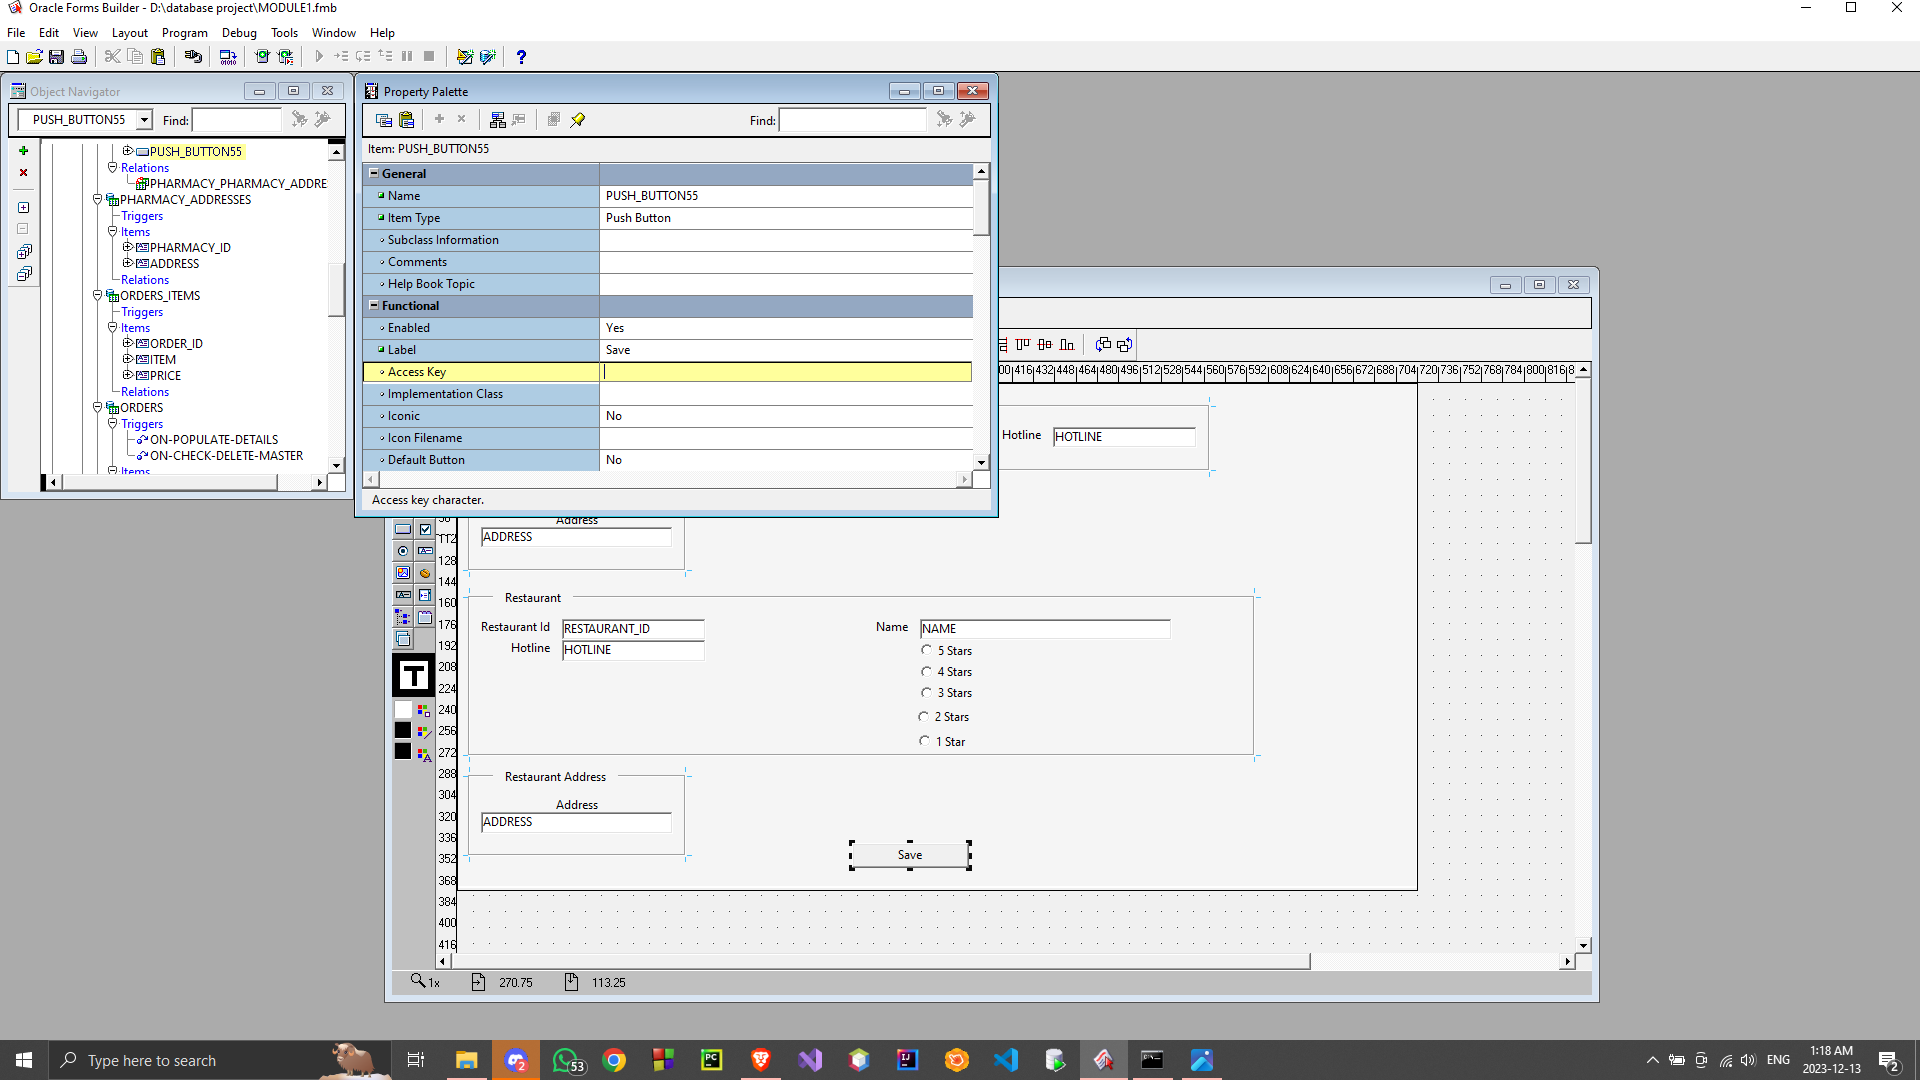 Oracle Forms Builder - D:\database project\MODULE1.fmb
File Edit View Layout Program Debug Tools Window Help
Object Navigator
PUSH_BUTTON55 Find:
PUSH_BUTTON55
Relations
PHARMACY_PHARMACY_ADDRE
PHARMACY_ADDRESSES
Triggers
Items
PHARMACY_ID
ADDRESS
Relations
ORDERS_ITEMS
Triggers
Items
ORDER_ID
ITEM
PRICE
Relations
ORDERS
Triggers
ON-POPULATE-DETAILS
ON-CHECK-DELETE-MASTER
Items
Property Palette
Find:
Item: PUSH_BUTTON55
General
Name PUSH_BUTTON55
Item Type Push Button
Subclass Information
Comments
Help Book Topic
Functional
Enabled Yes
Label Save
Access Key
Implementation Class
Iconic No
Icon Filename
Default Button No
Access key character.
416 432 448 464 480 496 512 528 544 560 576 592 608 624 640 656 672 688 704 720 736 752 768 784 800 816
Hotline HOTLINE
Address
ADDRESS
112
128
144
160
176
192
208
224
240
256
272
288
304
320
336
352
368
384
400
416
T
Restaurant
Restaurant Id RESTAURANT_ID Name NAME
Hotline HOTLINE
5 Stars
4 Stars
3 Stars
2 Stars
1 Star
Restaurant Address
Address
ADDRESS
Save
1x 270.75 113.25
Type here to search
2
53
PC
IJ
ENG
1:18 AM
2023-12-13
2